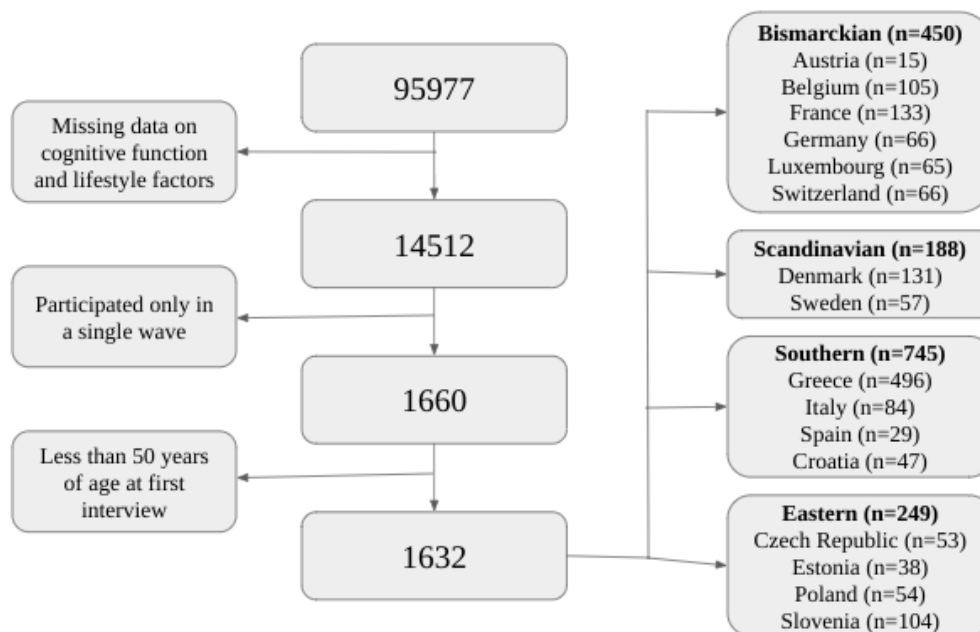 95977
Missing data on
cognitive function
and lifestyle factors
14512
Participated only in
a single wave
1660
Less than 50 years
of age at first
interview
1632
Bismarckian (n=450)
Austria (n=15)
Belgium (n=105)
France (n=133)
Germany (n=66)
Luxembourg (n=65)
Switzerland (n=66)
Scandinavian (n=188)
Denmark (n=131)
Sweden (n=57)
Southern (n=745)
Greece (n=496)
Italy (n=84)
Spain (n=29)
Croatia (n=47)
Eastern (n=249)
Czech Republic (n=53)
Estonia (n=38)
Poland (n=54)
Slovenia (n=104)